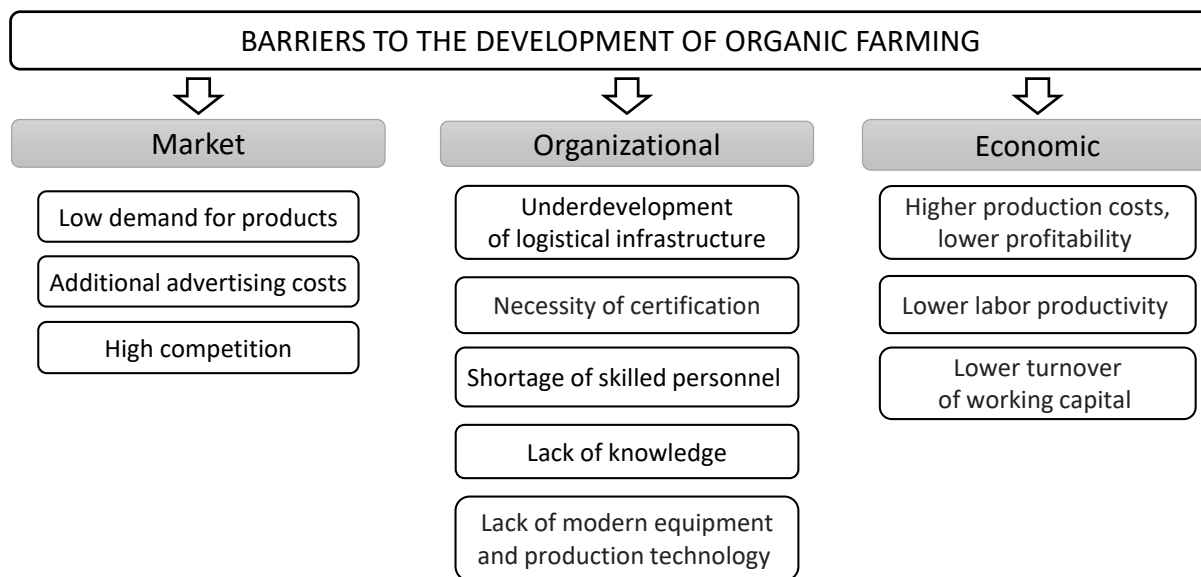 BARRIERS TO THE DEVELOPMENT OF ORGANIC FARMING
Market
Low demand for products
Additional advertising costs
High competition
Organizational
Underdevelopment
of logistical infrastructure
Necessity of certification
Shortage of skilled personnel
Lack of knowledge
Lack of modern equipment
and production technology
Economic
Higher production costs,
lower profitability
Lower labor productivity
Lower turnover
of working capital